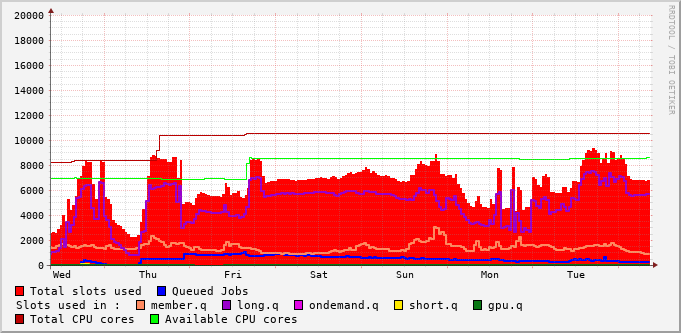 20000
18000
16000
14000
12000
10000
8000
6000
4000
2000
0
Wed Thu Fri Sat Sun Mon Tue
RRDTOOL / TOBI OETIKER
Total slots used Queued Jobs
Slots used in : member.q long.q ondemand.q short.q gpu.q
Total CPU cores Available CPU cores